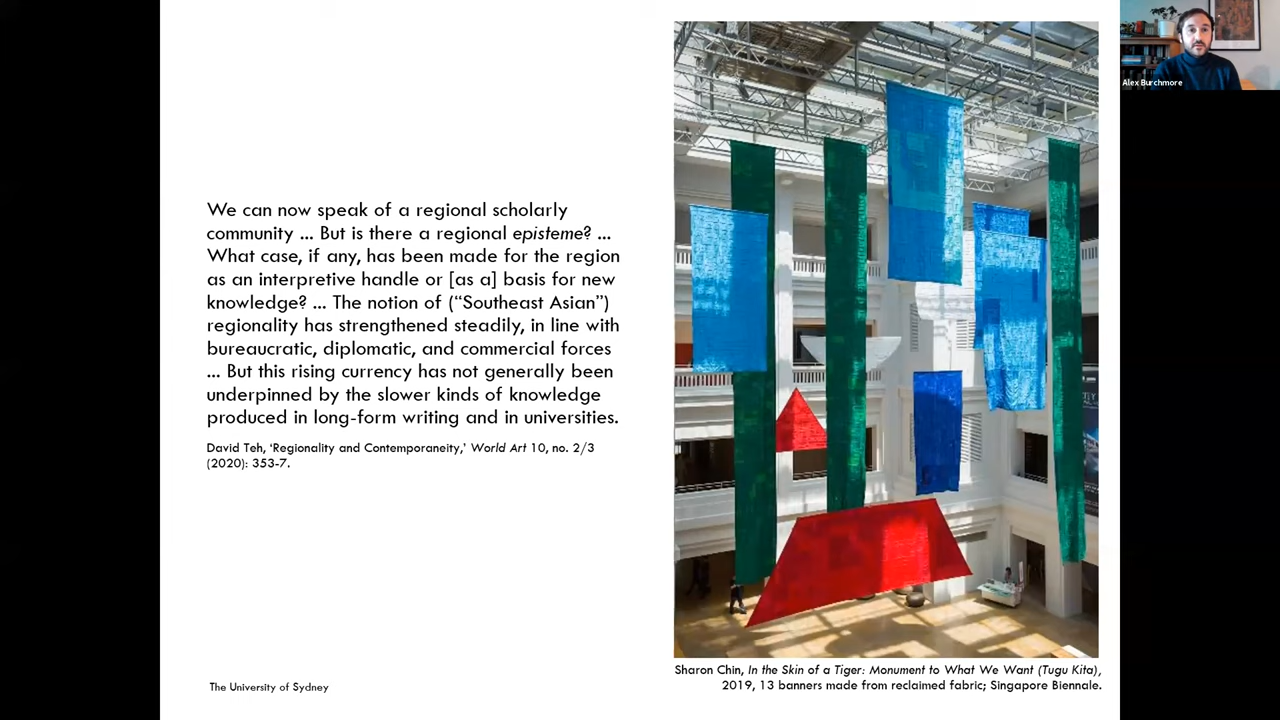 Alex Burchmore
We can now speak of a regional scholarly
community ... But is there a regional episteme? ...
What case, if any, has been made for the region
as an interpretive handle or [as a] basis for new
knowledge? ... The notion of (“Southeast Asian”)
regionality has strengthened steadily, in line with
bureaucratic, diplomatic, and commercial forces
... But this rising currency has not generally been
underpinned by the slower kinds of knowledge
produced in long-form writing and in universities.
David Teh, ‘Regionality and Contemporaneity,’ World Art 10, no. 2/3
(2020): 353-7.
Sharon Chin, In the Skin of a Tiger: Monument to What We Want (Tugu Kita),
2019, 13 banners made from reclaimed fabric; Singapore Biennale.
The University of Sydney